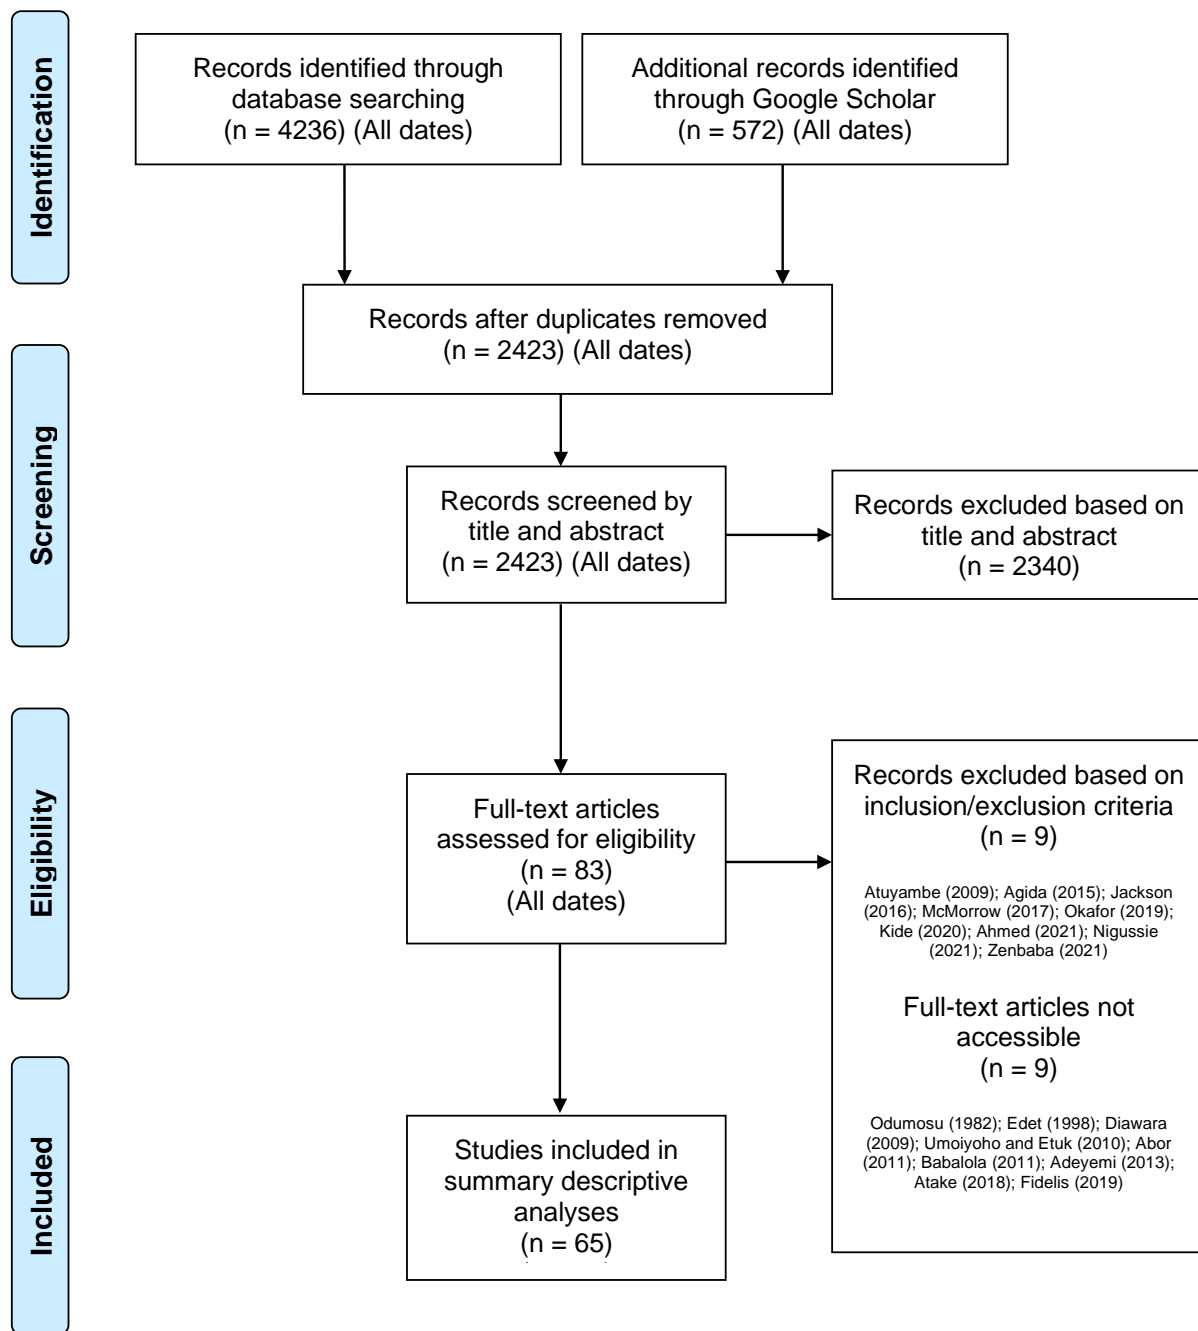 Identification
Records identified through
database searching
(n = 4236) (All dates)
Additional records identified
through Google Scholar
(n = 572) (All dates)
Records after duplicates removed
(n = 2423) (All dates)
Screening
Records screened by
title and abstract
(n = 2423) (All dates)
Records excluded based on
title and abstract
(n = 2340)
Eligibility
Full-text articles
assessed for eligibility
(n = 83)
(All dates)
Records excluded based on
inclusion/exclusion criteria
(n = 9)
Atuyambe (2009); Agida (2015); Jackson
(2016); McMorrow (2017); Okafor (2019);
Kide (2020); Ahmed (2021); Nigussie
(2021); Zenbaba (2021)
Full-text articles not
accessible
(n = 9)
Odumosu (1982); Edet (1998); Diawara
(2009); Umoiyoho and Etuk (2010); Abor
(2011); Babalola (2011); Adeyemi (2013);
Atake (2018); Fidelis (2019)
Included
Studies included in
summary descriptive
analyses
(n = 65)